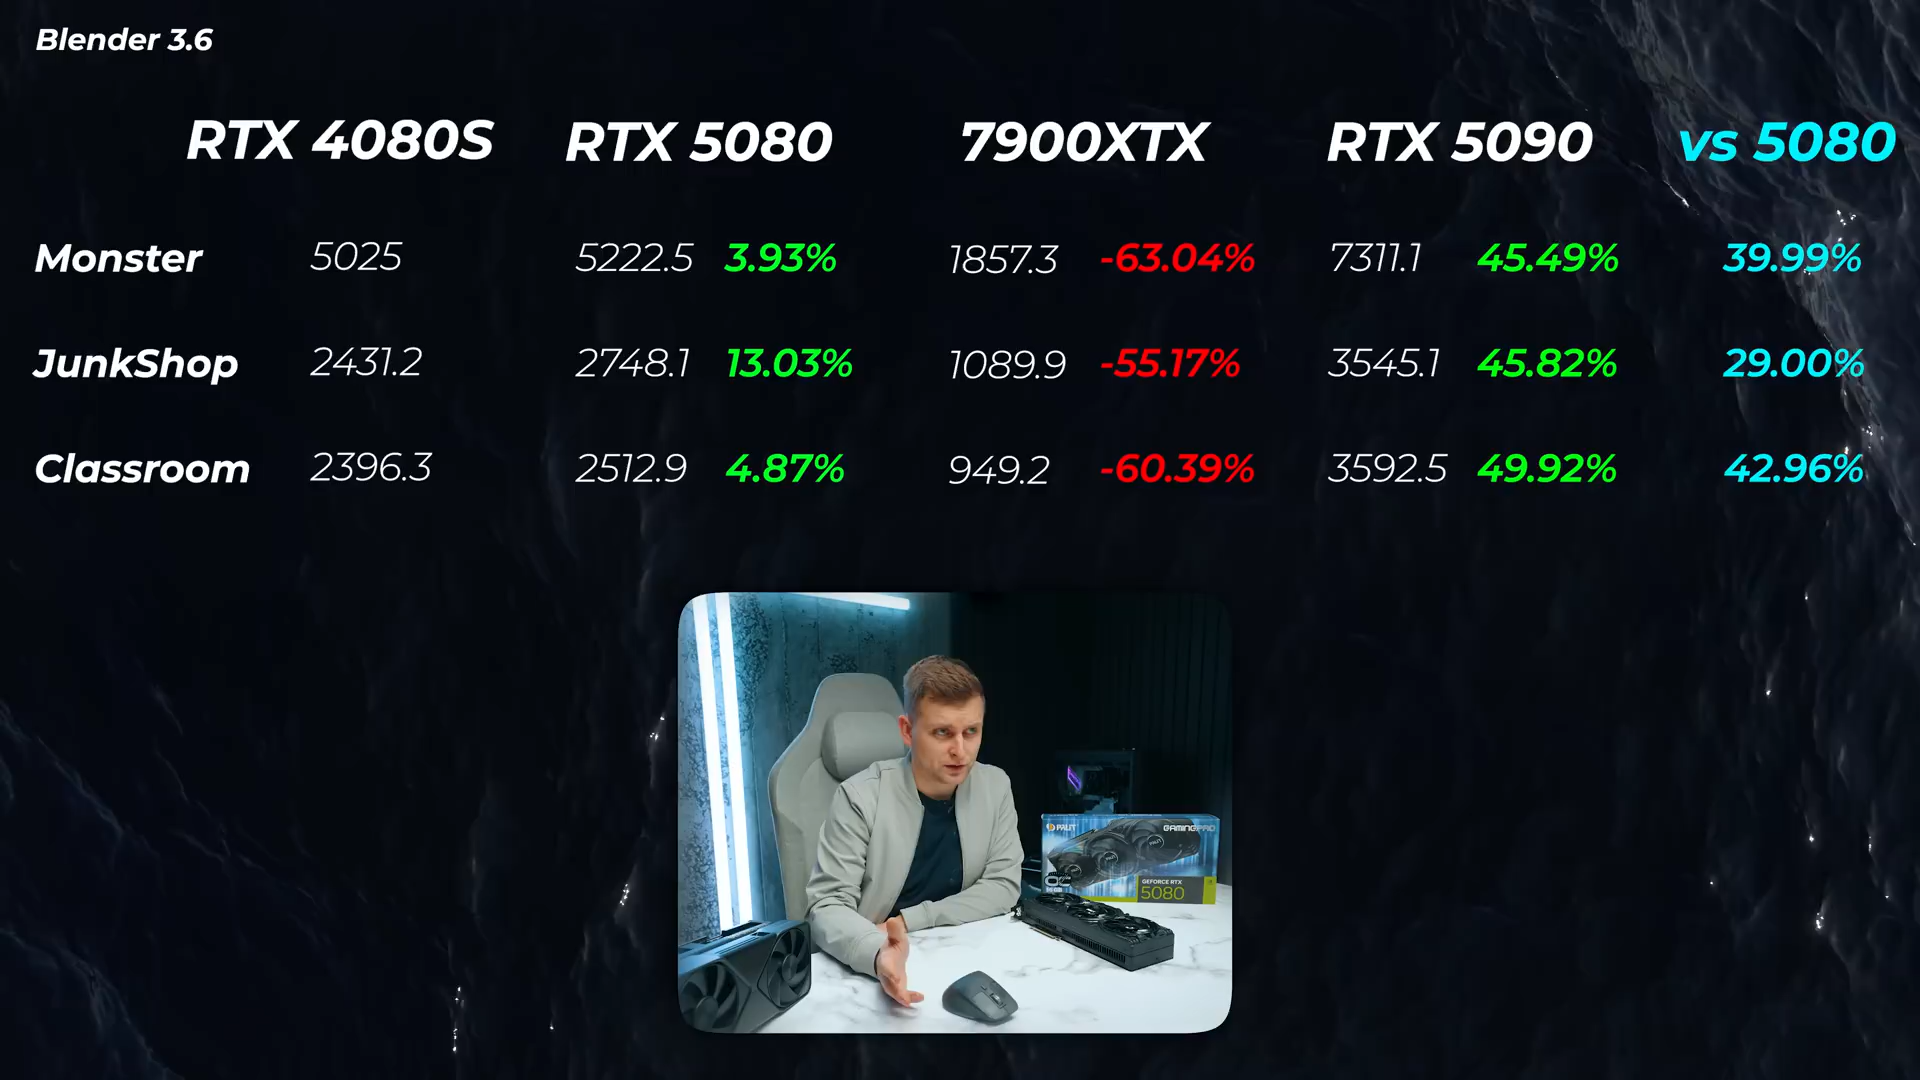 Blender 3.6
RTX 4080S RTX 5080 7900XTX RTX 5090 vs 5080
Monster 5025 5222.5 3.93% 1857.3 -63.04% 7311.1 45.49% 39.99%
JunkShop 2431.2 2748.1 13.03% 1089.9 -55.17% 3545.1 45.82% 29.00%
Classroom 2396.3 2512.9 4.87% 949.2 -60.39% 3592.5 49.92% 42.96%
PALIT GAMINGPRO
GEFORCE RTX
5080